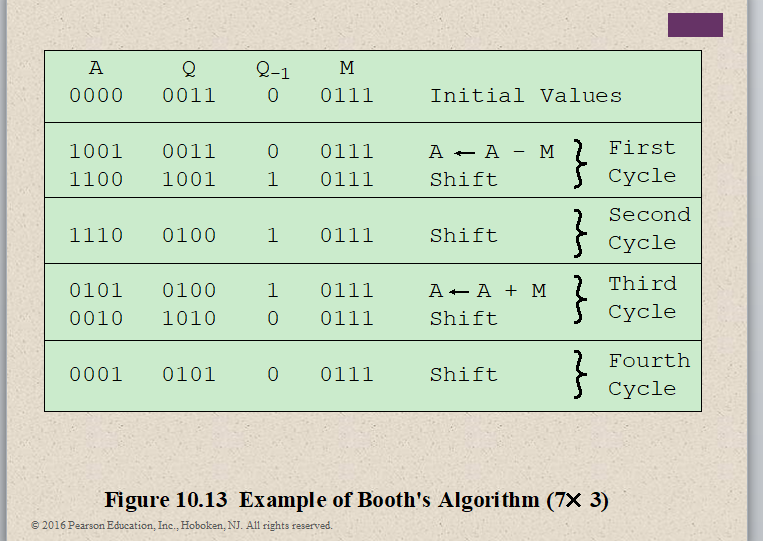 A Q Q-1 M
0000 0011 0 0111 Initial Values
1001 0011 0 0111 A ← A - M } First
1100 1001 1 0111 Shift Cycle
Second
1110 0100 1 0111 Shift } Cycle
0101 0100 1 0111 A ← A + M } Third
0010 1010 0 0111 Shift Cycle
Fourth
0001 0101 0 0111 Shift } Cycle
Figure 10.13 Example of Booth's Algorithm (7× 3)
© 2016 Pearson Education, Inc., Hoboken, NJ. All rights reserved.